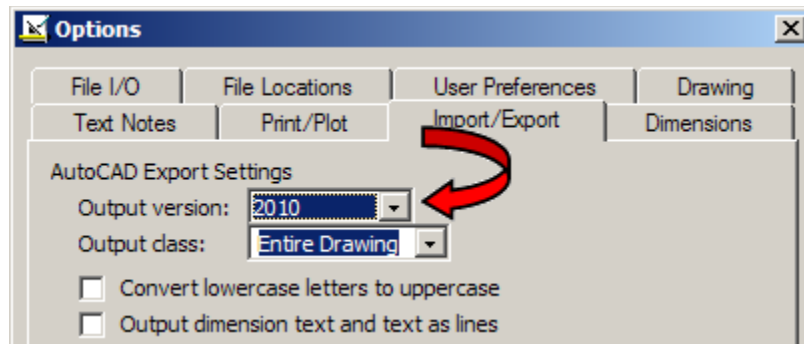 Options
File I/O File Locations User Preferences Drawing
Text Notes Print/Plot Import/Export Dimensions
AutoCAD Export Settings
Output version: 2010
Output class: Entire Drawing
Convert lowercase letters to uppercase
Output dimension text and text as lines